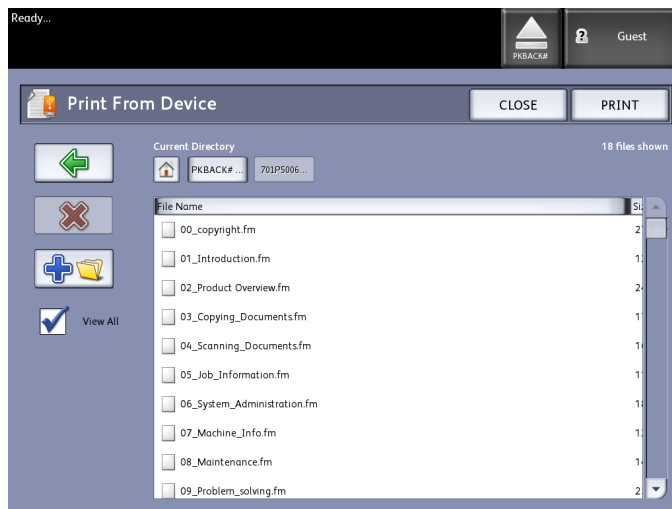 Ready...
PKBACK#
Guest
Print From Device
CLOSE
PRINT
Current Directory
18 files shown
PKBACK# ...
701P5006...
File Name
00_copyright.fm
01_Introduction.fm
02_Product Overview.fm
03_Copying_Documents.fm
04_Scanning_Documents.fm
05_Job_Information.fm
06_System_Administration.fm
07_Machine_Info.fm
08_Maintenance.fm
09_Problem_solving.fm
View All